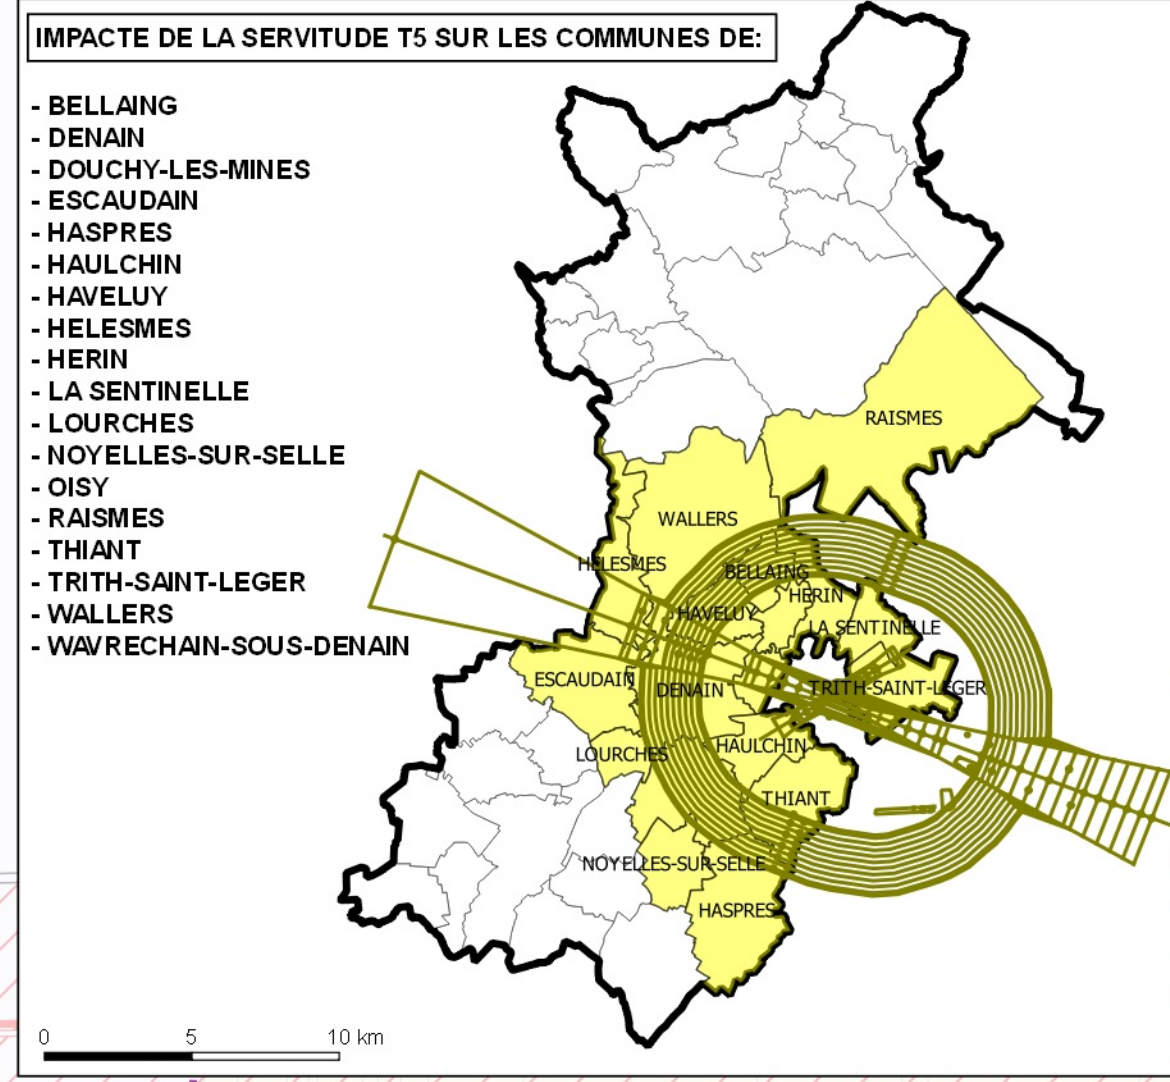 IMPACTE DE LA SERVITUDE T5 SUR LES COMMUNES DE:
- BELLAING
- DENAIN
- DOUCHY-LES-MINES
- ESCAUDAIN
- HASPRES
- HAULCHIN
- HAVELUY
- HELESMES
- HERIN
- LA SENTINELLE
- LOURCHES
- NOYELLES-SUR-SELLE
- OISY
- RAISMES
- THIANT
- TRITH-SAINT-LEGER
- WALLERS
- WAVRECHAIN-SOUS-DENAIN
RAISMES
WALLERS
HELESMES
BELLAING
HERIN
HAVELUY
LA SENTINELLE
ESCAUDAIN
DENAIN
TRITH-SAINT-LEGER
LOURCHES
HAULCHIN
THIANT
NOYELLES-SUR-SELLE
HASPRES
0 5 10 km